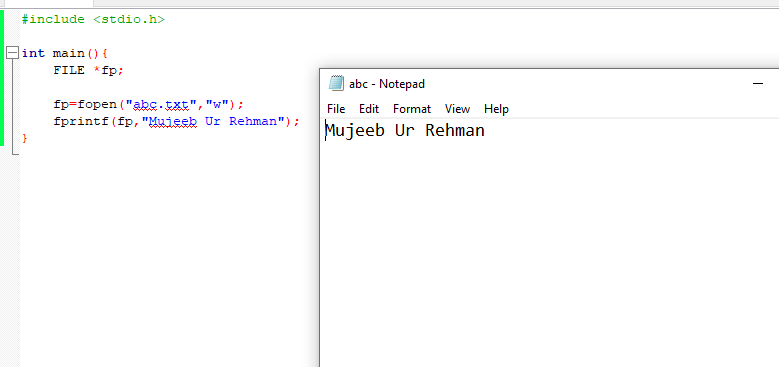 #include <stdio.h>
int main(){
FILE *fp;
fp=fopen("abc.txt","w");
fprintf(fp,"Mujeeb Ur Rehman");
}
abc - Notepad
File Edit Format View Help
Mujeeb Ur Rehman